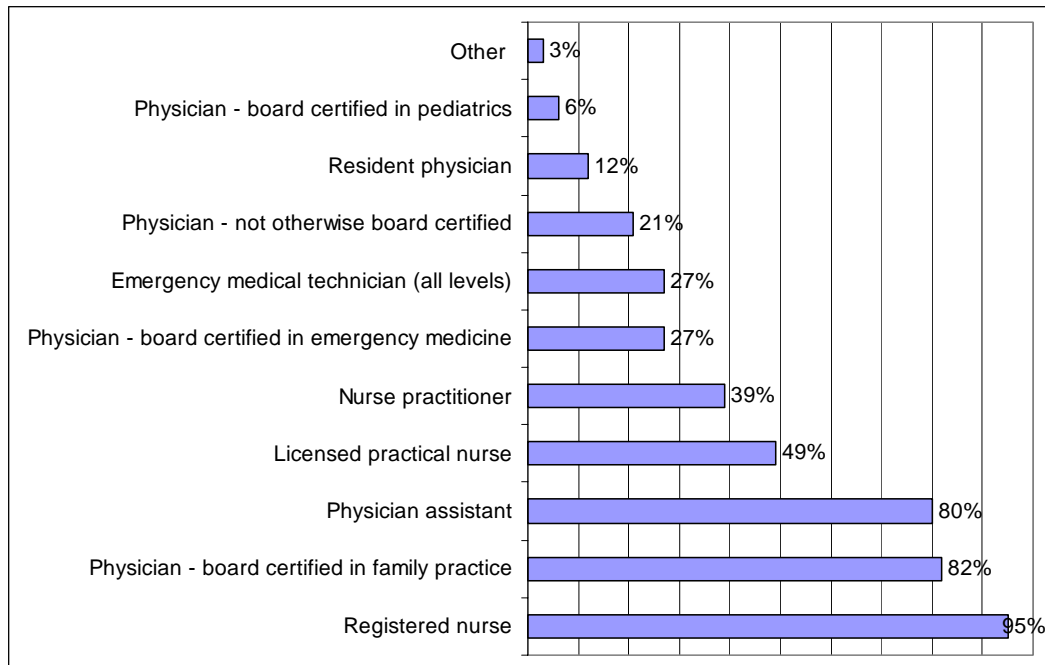 Other 3%
Physician - board certified in pediatrics 6%
Resident physician 12%
Physician - not otherwise board certified 21%
Emergency medical technician (all levels) 27%
Physician - board certified in emergency medicine 27%
Nurse practitioner 39%
Licensed practical nurse 49%
Physician assistant 80%
Physician - board certified in family practice 82%
Registered nurse 95%